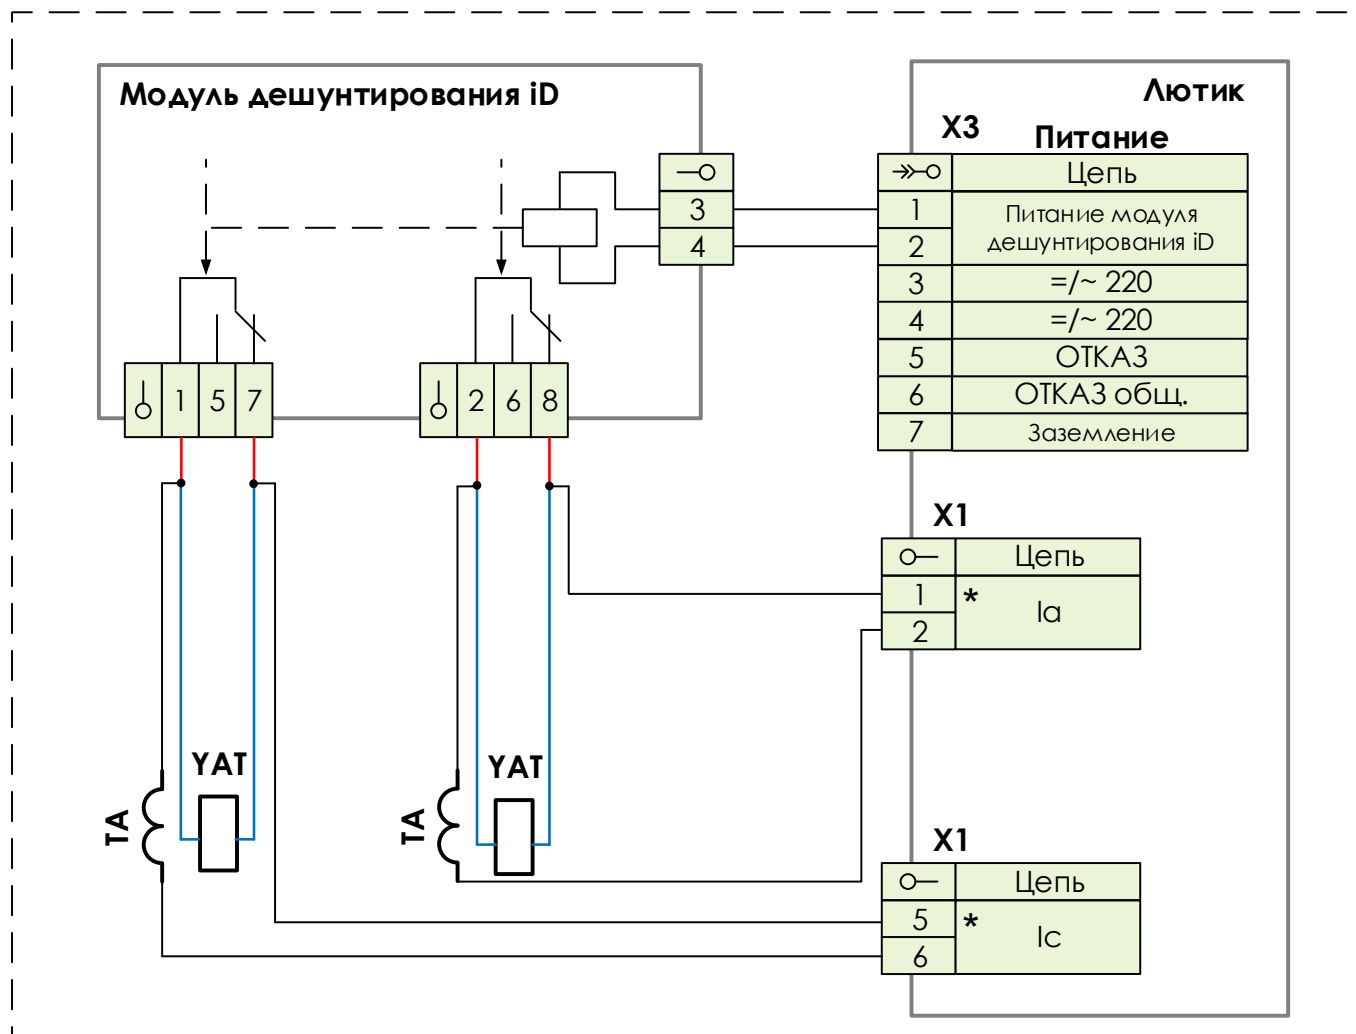 Модуль дешунтирования iD
Лютик
X3
Питание
Цепь
3
4
1
2
Питание модуля
дешунтирования iD
3
=/~ 220
4
=/~ 220
5
ОТКАЗ
6
ОТКАЗ общ.
7
Заземление
1
5
7
2
6
8
X1
Цепь
1
*
Ia
2
YAT
YAT
TA
TA
X1
Цепь
5
*
Ic
6